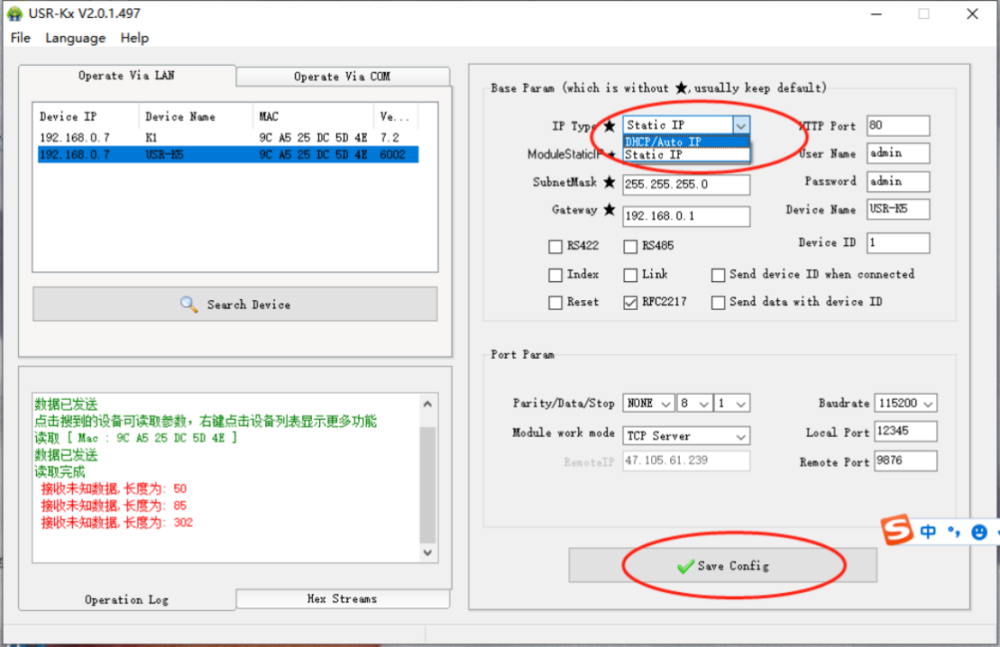 USR-Kx V2.0.1.497
File Language Help
Operate Via LAN
Operate Via COM
Device IP Device Name MAC Ve...
192.168.0.7 K1 9C A5 25 DC 5D 4E 7.2
192.168.0.7 USR-K5 9C A5 25 DC 5D 4E 6002
Search Device
数据已发送
点击搜到的设备可读取参数，右键点击设备列表显示更多功能
读取 [ Mac : 9C A5 25 DC 5D 4E ]
数据已发送
读取完成
接收未知数据,长度为: 50
接收未知数据,长度为: 85
接收未知数据,长度为: 302
Operation Log
Hex Streams
Base Param (which is without ★,usually keep default)
IP Type ★ Static IP
DHCP/Auto IP
Static IP
HTTP Port 80
ModuleStaticIP ★
User Name admin
SubnetMask ★ 255.255.255.0
Password admin
Gateway ★ 192.168.0.1
Device Name USR-K5
RS422 RS485
Device ID 1
Index Link Send device ID when connected
Reset RFC2217 Send data with device ID
Port Param
Parity/Data/Stop NONE 8 1
Baudrate 115200
Module work mode TCP Server
Local Port 12345
RemoteIP 47.105.61.239
Remote Port 9876
Save Config
S 中